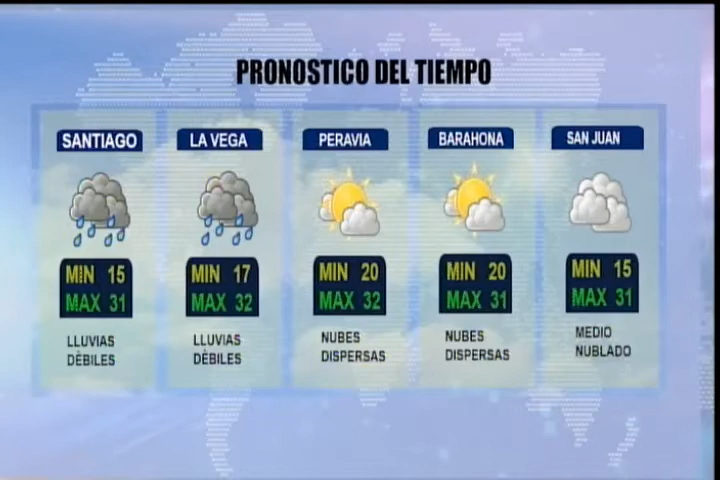 PRONOSTICO DEL TIEMPO
SANTIAGO
MIN 15
MAX 31
LLUVIAS
DÈBILES
LA VEGA
MIN 17
MAX 32
LLUVIAS
DÈBILES
PERAVIA
MIN 20
MAX 32
NUBES
DISPERSAS
BARAHONA
MIN 20
MAX 31
NUBES
DISPERSAS
SAN JUAN
MIN 15
MAX 31
MEDIO
NUBLADO